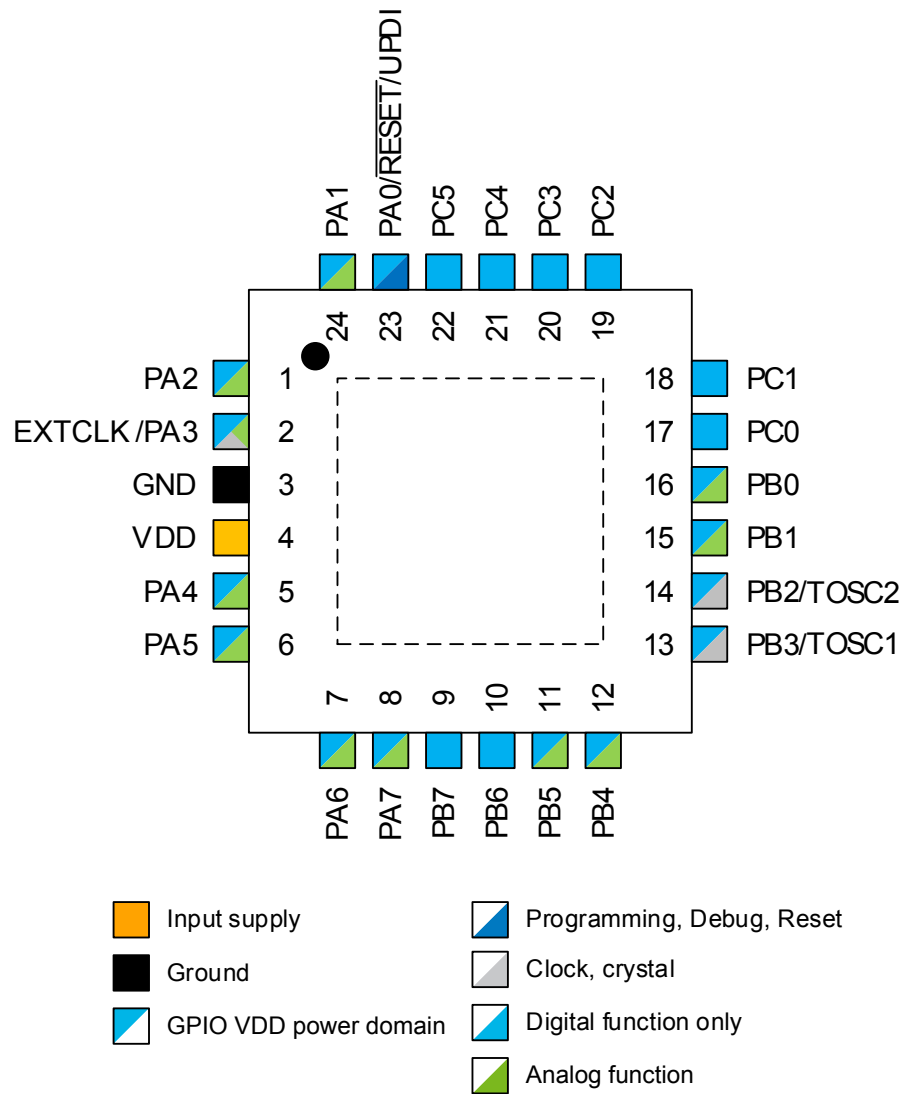 PA0/RESET/UPDI
PA1
PC5
PC4
PC3
PC2
24
23
22
21
20
19
PA2
1
18
PC1
EXTCLK/PA3
2
17
PC0
GND
3
16
PB0
VDD
4
15
PB1
PA4
5
14
PB2/TOSC2
PA5
6
13
PB3/TOSC1
7
8
9
10
11
12
PA6
PA7
PB7
PB6
PB5
PB4
Input supply
Ground
GPIO VDD power domain
Programming, Debug, Reset
Clock, crystal
Digital function only
Analog function